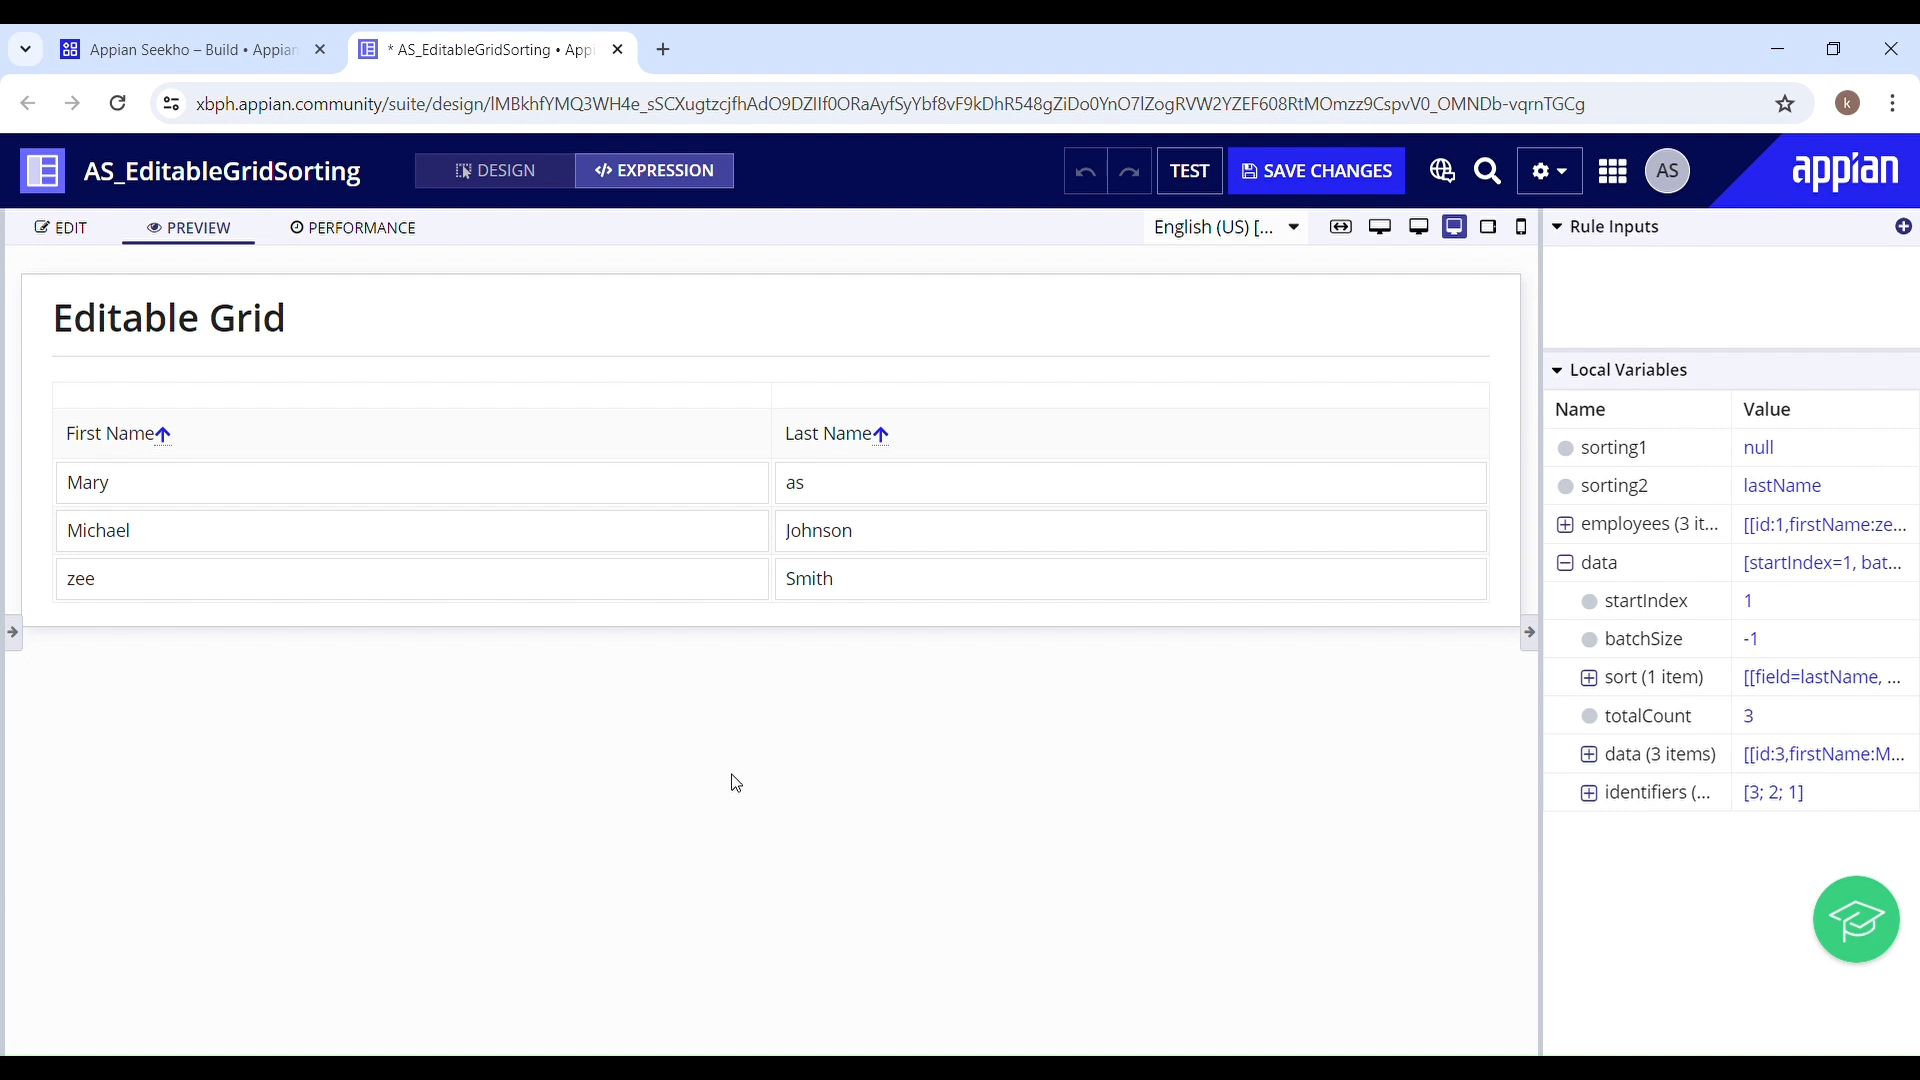 Appian Seekho – Build • Appian
* AS_EditableGridSorting • Appi
xbph.appian.community/suite/design/lMBkhfYMQ3WH4e_sSCXugtzcjfhAdO9DZlIf0ORaAyfSyYbf8vF9kDhR548gZiDo0YnO7lZogRVW2YZEF608RtMOmzz9CspvV0_OMNDb-vqrnTGCg
k
AS_EditableGridSorting
DESIGN
</> EXPRESSION
TEST
SAVE CHANGES
AS
appian
EDIT
PREVIEW
PERFORMANCE
English (US) [...
Rule Inputs
Editable Grid
First Name
Last Name
Mary
as
Michael
Johnson
zee
Smith
Local Variables
Name
Value
sorting1
null
sorting2
lastName
employees (3 it...
[[id:1,firstName:ze...
data
[startIndex=1, bat...
startIndex
1
batchSize
-1
sort (1 item)
[[field=lastName, ...
totalCount
3
data (3 items)
[[id:3,firstName:M...
identifiers (...
[3; 2; 1]